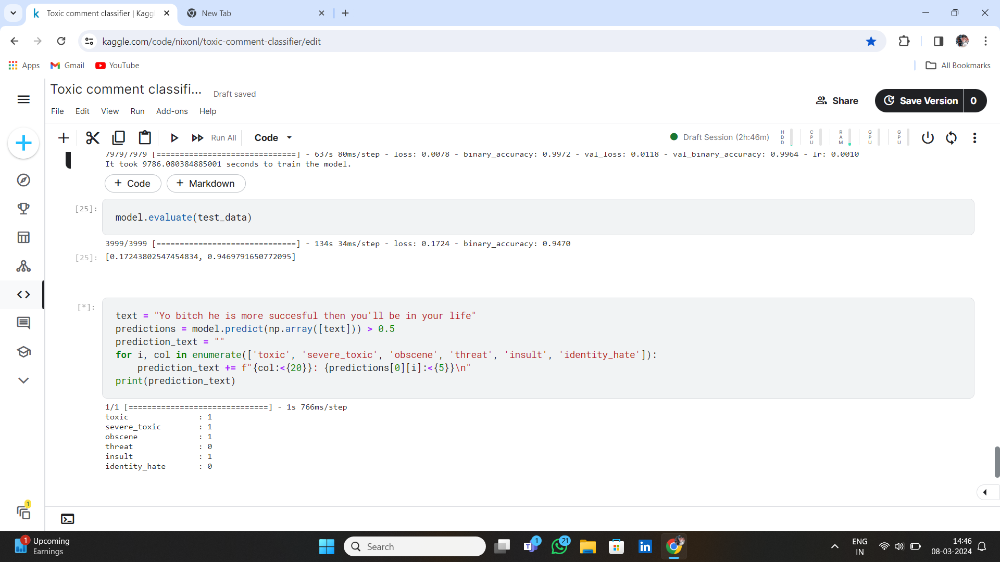 Toxic comment classifier | Kagg
New Tab
kaggle.com/code/nixonl/toxic-comment-classifier/edit
Apps
Gmail
YouTube
All Bookmarks
Toxic comment classifi...
Draft saved
Share
Save Version
0
File
Edit
View
Run
Add-ons
Help
Run All
Code
Draft Session (2h:46m)
HDD
CPU
RAM
GPU
GPU
7979/7979 [==============================] - 637s 80ms/step - loss: 0.0078 - binary_accuracy: 0.9972 - val_loss: 0.0118 - val_binary_accuracy: 0.9964 - lr: 0.0010
It took 9786.080384885001 seconds to train the model.
+ Code
+ Markdown
[25]:
model.evaluate(test_data)
3999/3999 [==============================] - 134s 34ms/step - loss: 0.1724 - binary_accuracy: 0.9470
[25]: [0.17243802547454834, 0.9469791650772095]
[*]:
text = "Yo bitch he is more succesful then you'll be in your life"
predictions = model.predict(np.array([text])) > 0.5
prediction_text = ""
for i, col in enumerate(['toxic', 'severe_toxic', 'obscene', 'threat', 'insult', 'identity_hate']):
    prediction_text += f"{col:<{20}}: {predictions[0][i]:<{5}}\n"
print(prediction_text)
1/1 [==============================] - 1s 766ms/step
toxic : 1
severe_toxic : 1
obscene : 1
threat : 0
insult : 1
identity_hate : 0
1
1
Upcoming
Earnings
Search
1
21
ENG
IN
14:46
08-03-2024